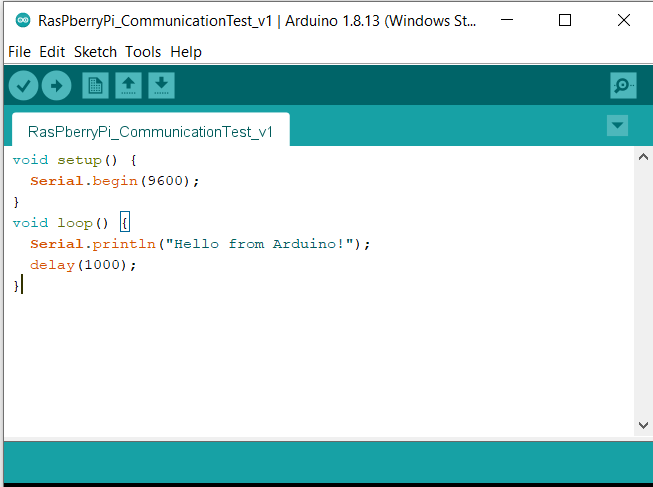 RasPberryPi_CommunicationTest_v1 | Arduino 1.8.13 (Windows St...
File Edit Sketch Tools Help
RasPberryPi_CommunicationTest_v1
void setup() {
  Serial.begin(9600);
}
void loop() {
  Serial.println("Hello from Arduino!");
  delay(1000);
}